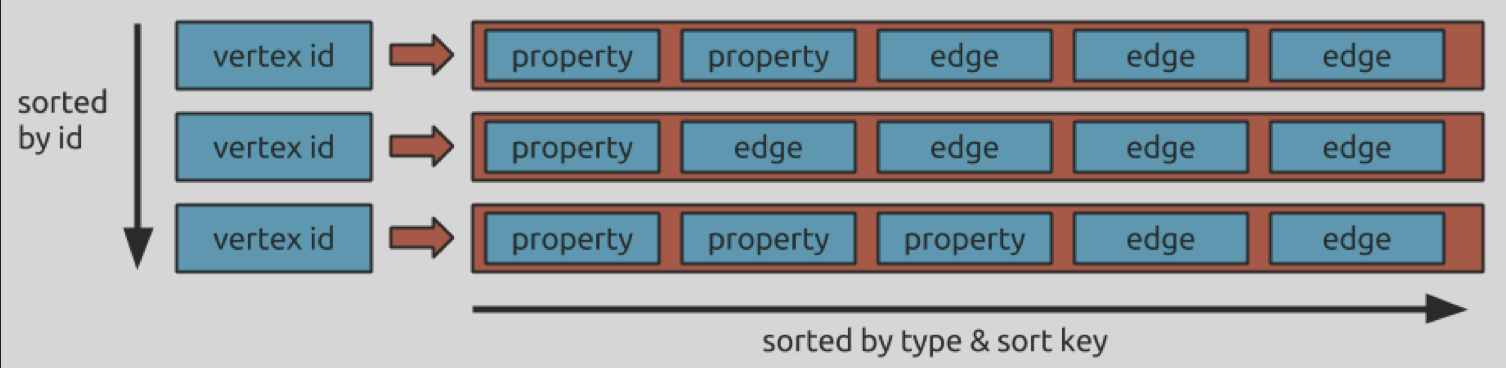 vertex id property property edge edge edge
sorted
by id
vertex id property edge edge edge edge
vertex id property property property edge edge
sorted by type & sort key